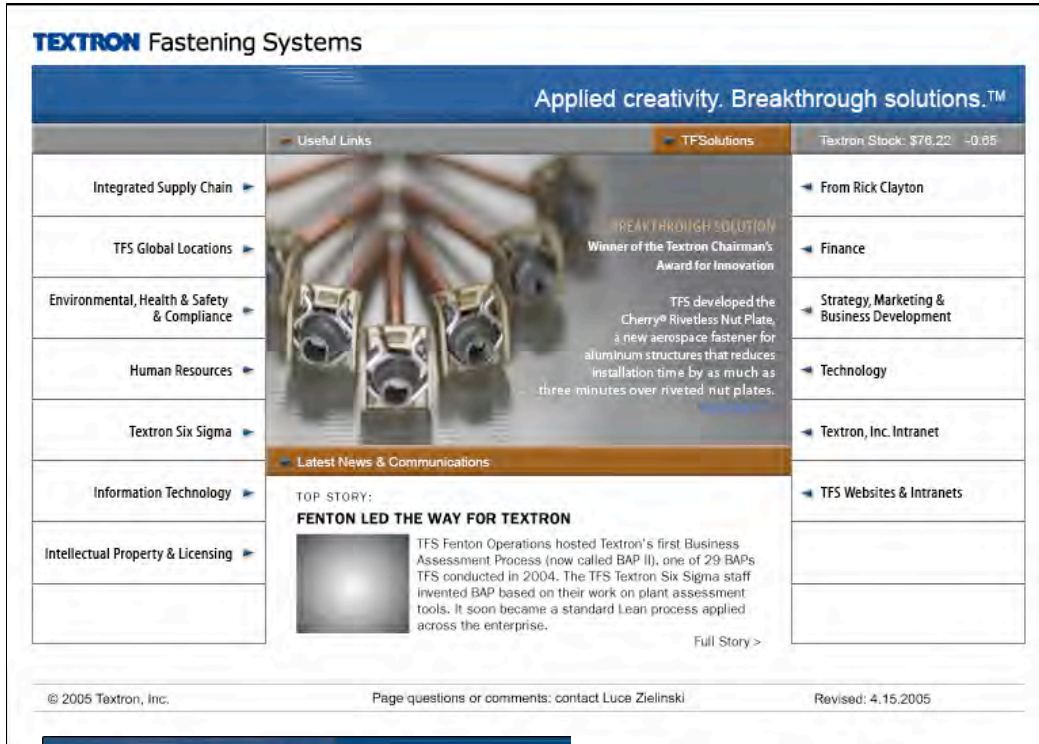 TEXTRON Fastening Systems
Applied creativity. Breakthrough solutions.™
Useful Links
TFSolutions
Textron Stock: $76.22 -0.65
Integrated Supply Chain
TFS Global Locations
Environmental, Health & Safety
& Compliance
Human Resources
Textron Six Sigma
Information Technology
Intellectual Property & Licensing
BREAKTHROUGH SOLUTION
Winner of the Textron Chairman's
Award for Innovation
TFS developed the
Cherry® Rivetless Nut Plate,
a new aerospace fastener for
aluminum structures that reduces
installation time by as much as
three minutes over riveted nut plates.
From Rick Clayton
Finance
Strategy, Marketing &
Business Development
Technology
Textron, Inc. Intranet
TFS Websites & Intranets
Latest News & Communications
TOP STORY:
FENTON LED THE WAY FOR TEXTRON
TFS Fenton Operations hosted Textron's first Business
Assessment Process (now called BAP II), one of 29 BAPs
TFS conducted in 2004. The TFS Textron Six Sigma staff
invented BAP based on their work on plant assessment
tools. It soon became a standard Lean process applied
across the enterprise.
Full Story >
© 2005 Textron, Inc.
Page questions or comments: contact Luce Zielinski
Revised: 4.15.2005